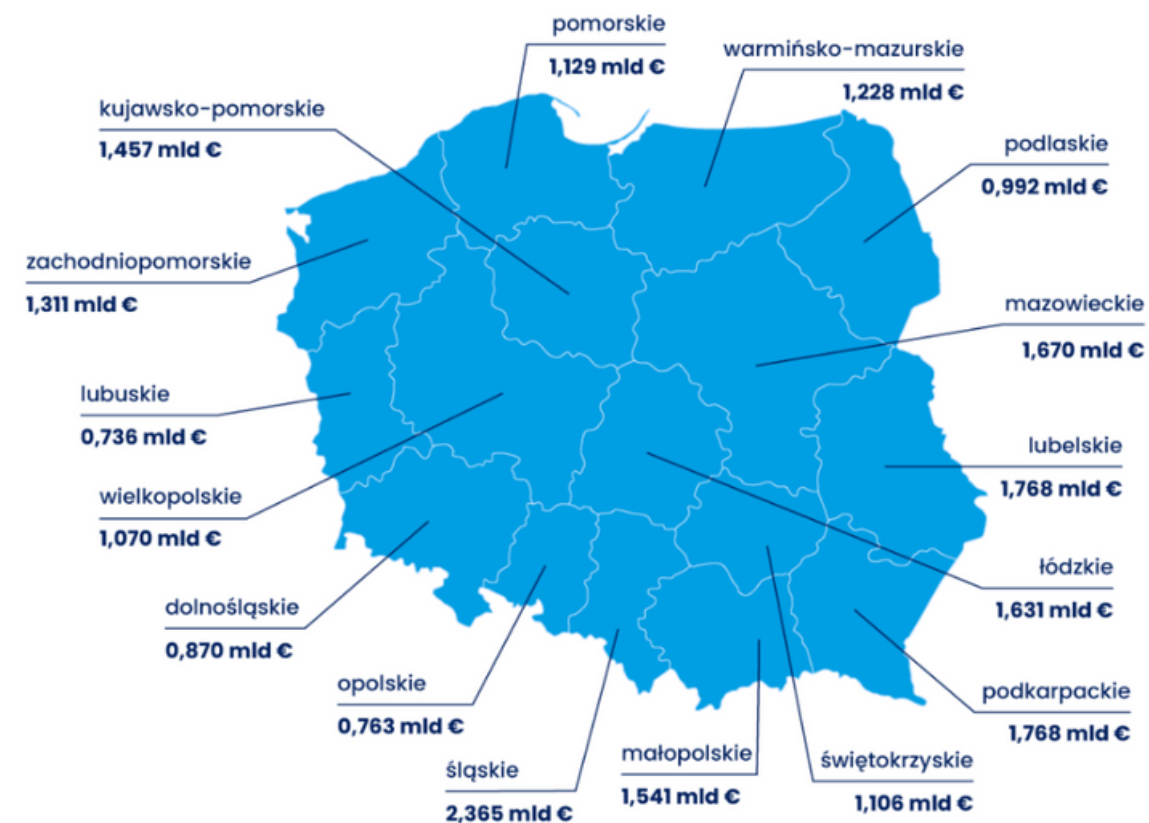 pomorskie
1,129 mld €
warmińsko-mazurskie
1,228 mld €
kujawsko-pomorskie
1,457 mld €
podlaskie
0,992 mld €
zachodniopomorskie
1,311 mld €
mazowieckie
1,670 mld €
lubuskie
0,736 mld €
lubelskie
1,768 mld €
wielkopolskie
1,070 mld €
łódzkie
1,631 mld €
dolnośląskie
0,870 mld €
opolskie
0,763 mld €
podkarpackie
1,768 mld €
śląskie
2,365 mld €
małopolskie
1,541 mld €
świętokrzyskie
1,106 mld €